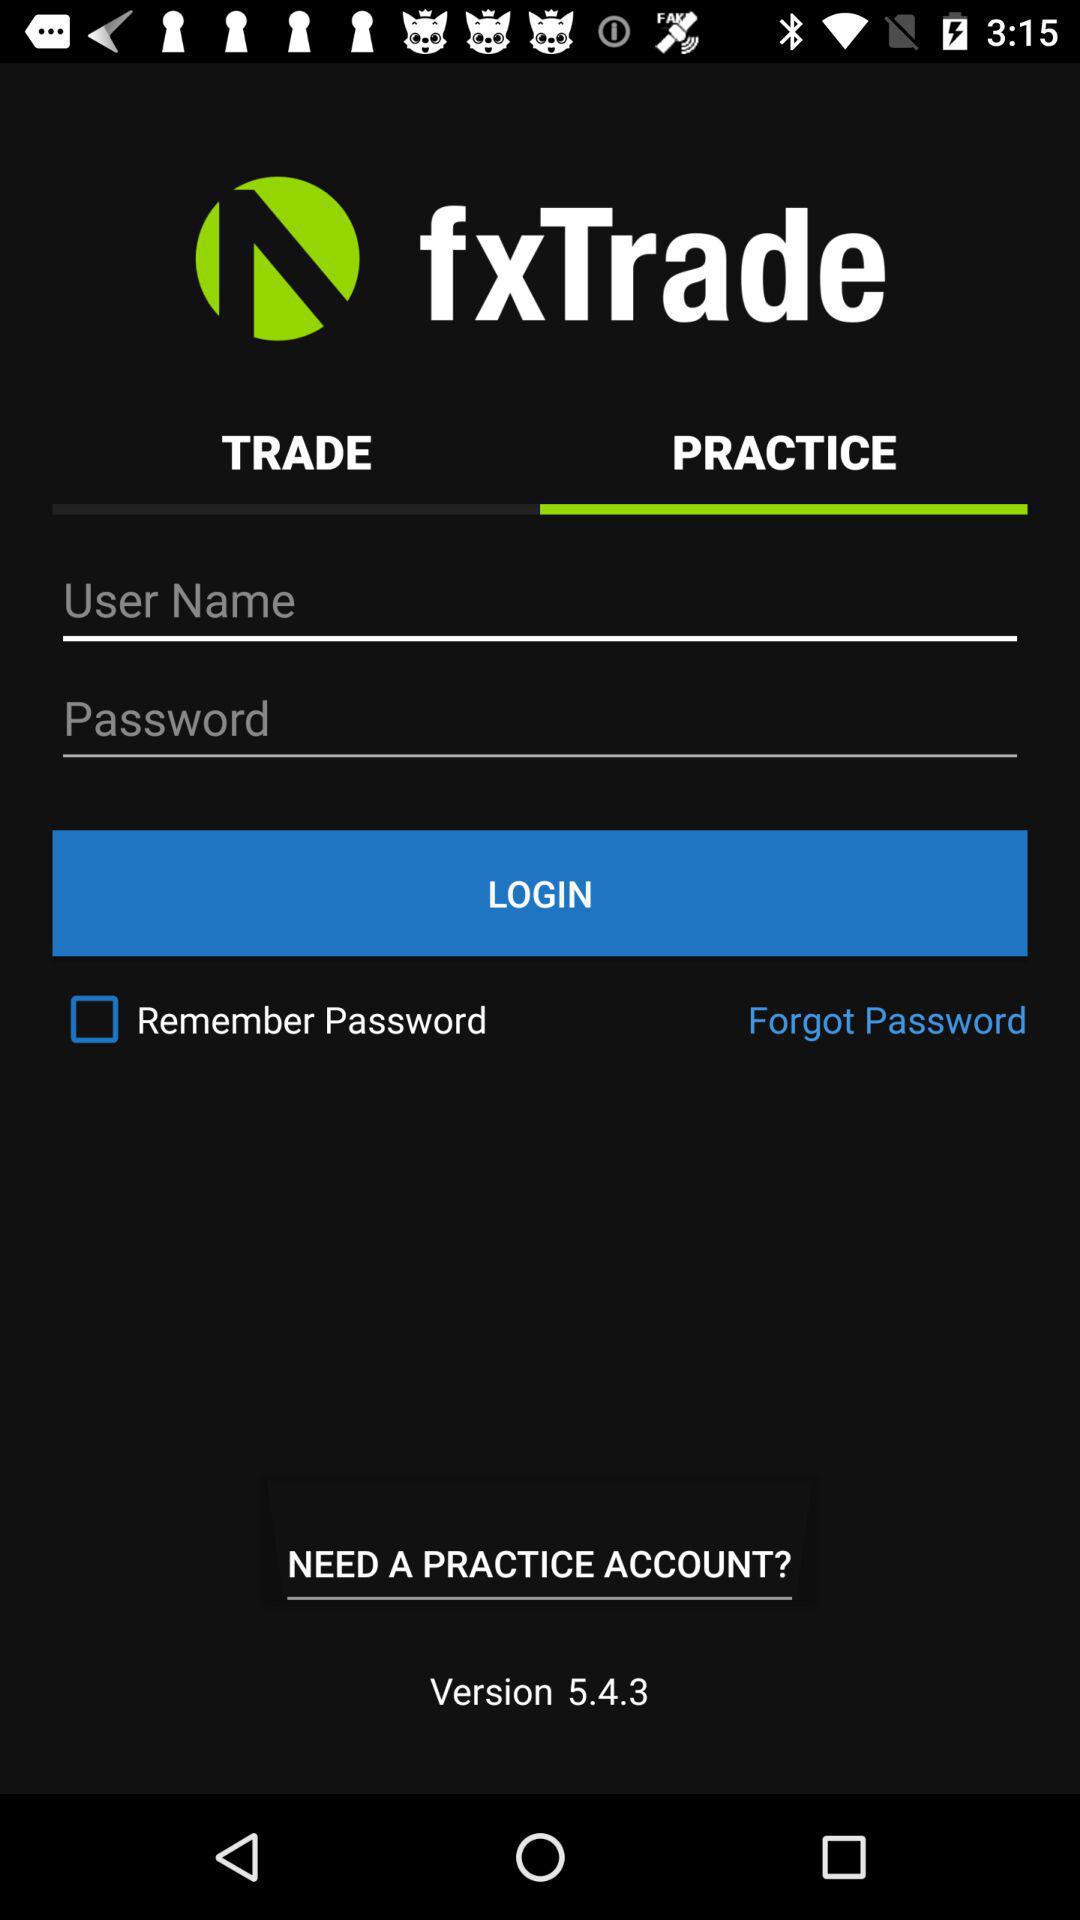 FAKE 3:15
fxTrade
TRADE PRACTICE
User Name
Password
LOGIN
Remember Password Forgot Password
NEED A PRACTICE ACCOUNT?
Version 5.4.3